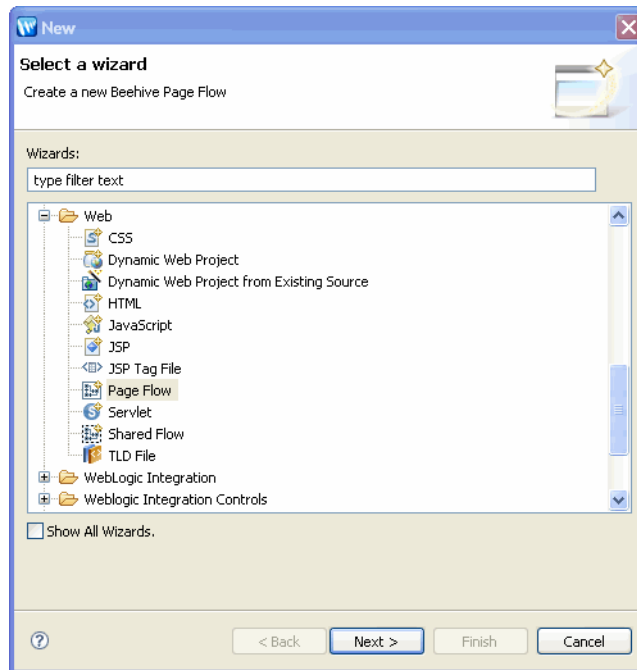 New
Select a wizard
Create a new Beehive Page Flow
Wizards:
type filter text
Web
CSS
Dynamic Web Project
Dynamic Web Project from Existing Source
HTML
JavaScript
JSP
JSP Tag File
Page Flow
Servlet
Shared Flow
TLD File
WebLogic Integration
Weblogic Integration Controls
Show All Wizards.
< Back Next > Finish Cancel